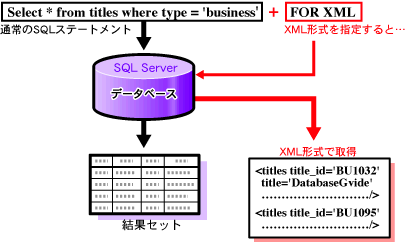 Select * from titles where type = 'business' + FOR XML
通常のSQLステートメント
XML形式を指定すると…
SQL Server
データベース
XML形式で取得
<titles title_id='BU1032'
title='DatabaseGvide'
...................../>
<titles title_id='BU1095'
...................../>
結果セット